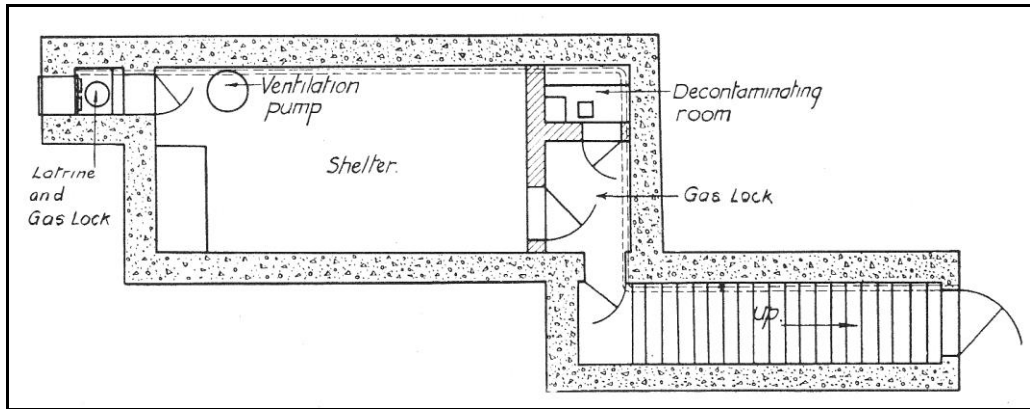 Ventilation
pump
Decontaminating
room
Latrine
and
Gas Lock
Shelter.
Gas Lock
up.